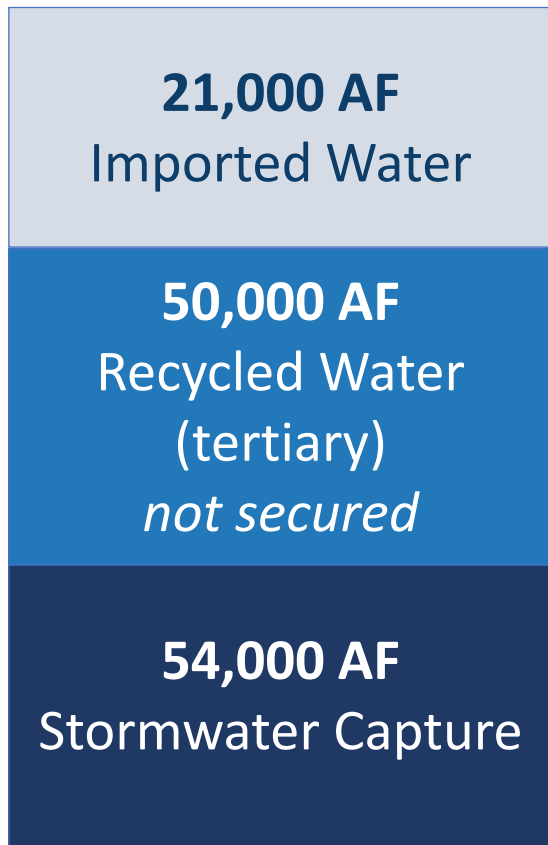 21,000 AF
Imported Water
50,000 AF
Recycled Water
(tertiary)
not secured
54,000 AF
Stormwater Capture